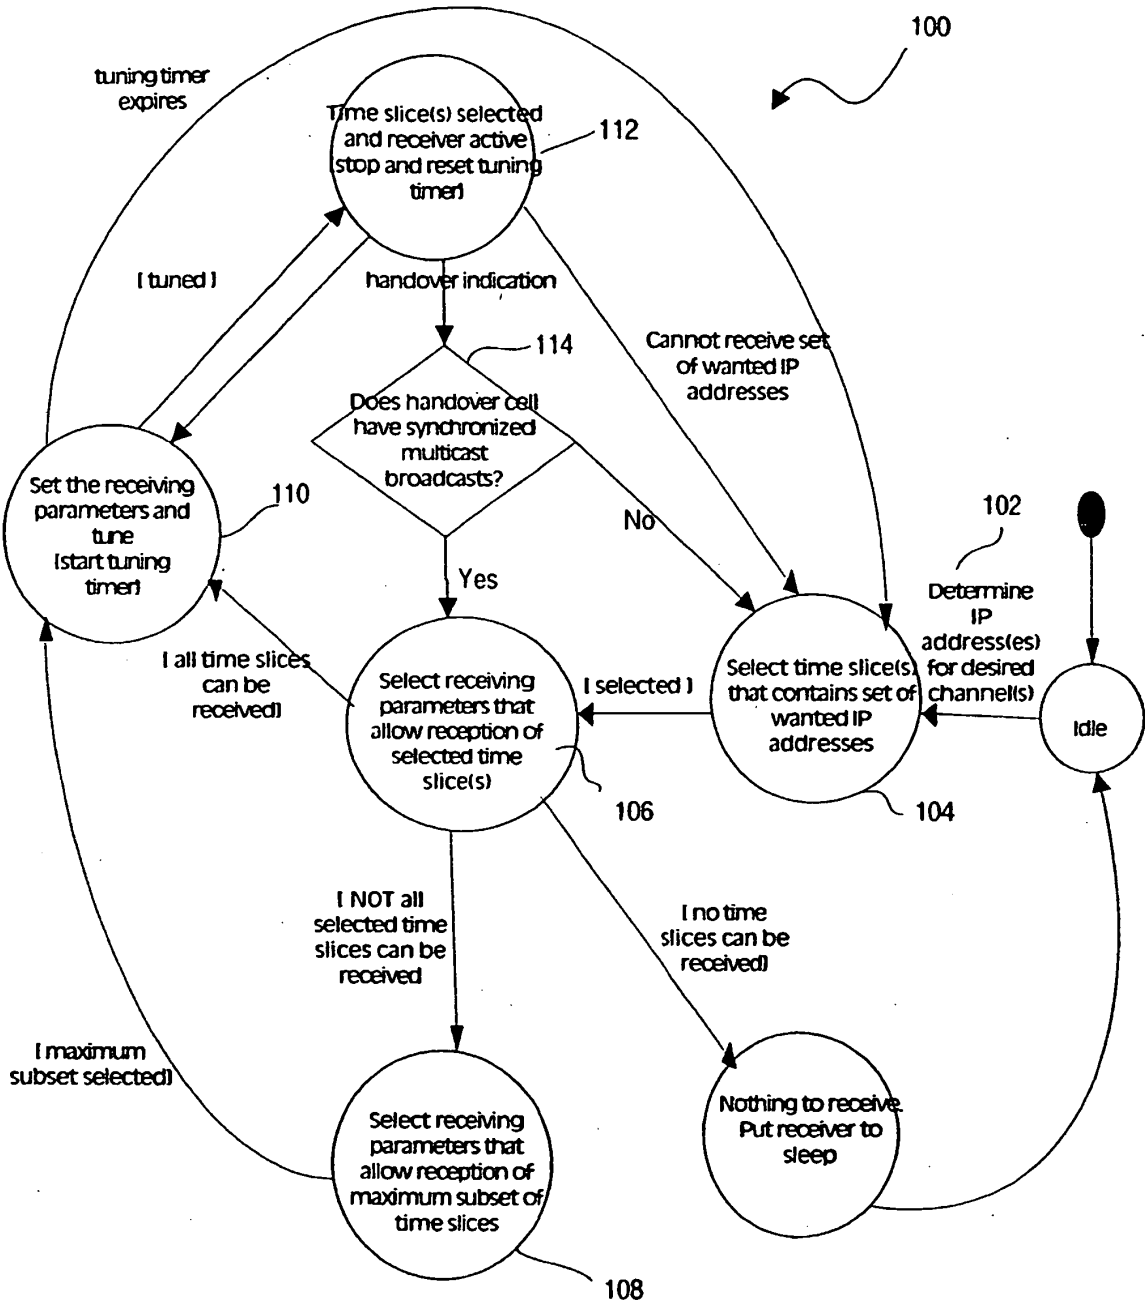 100
tuning timer
expires
Time slice(s) selected
and receiver active
[stop and reset tuning
timer]
112
[ tuned ]
handover indication
114
Cannot receive set
of wanted IP
addresses
Does handover cell
have synchronized
multicast
broadcasts?
Set the receiving
parameters and
tune
[start tuning
timer]
110
No
102
Yes
Determine
IP
address(es)
for desired
channel(s)
[ all time slices
can be
received]
Select receiving
parameters that
allow reception of
selected time
slice(s)
[ selected ]
Select time slice(s)
that contains set of
wanted IP
addresses
Idle
106
104
[ NOT all
selected time
slices can be
received
[ no time
slices can be
received]
[ maximum
subset selected]
Nothing to receive.
Put receiver to
sleep
Select receiving
parameters that
allow reception of
maximum subset of
time slices
108